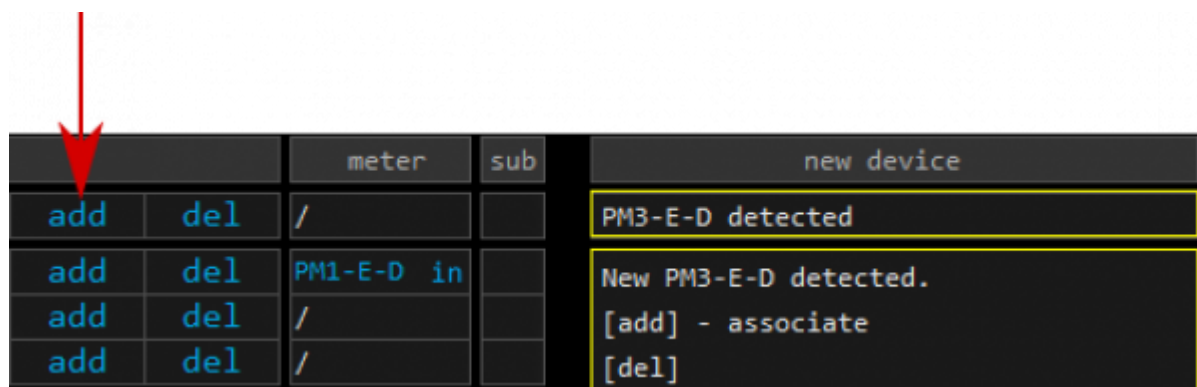 meter sub new device
add del / PM3-E-D detected
add del PM1-E-D in New PM3-E-D detected.
add del / [add] - associate
add del / [del]